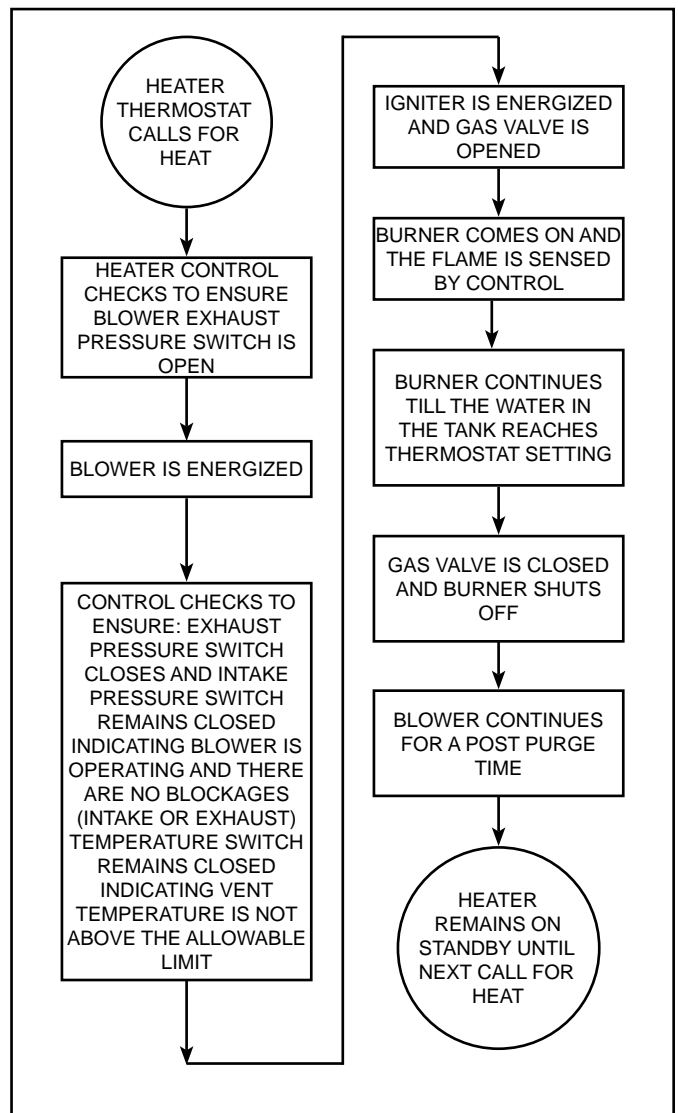 HEATER
THERMOSTAT
CALLS FOR
HEAT
HEATER CONTROL
CHECKS TO ENSURE
BLOWER EXHAUST
PRESSURE SWITCH IS
OPEN
BLOWER IS ENERGIZED
CONTROL CHECKS TO
ENSURE: EXHAUST
PRESSURE SWITCH
CLOSES AND INTAKE
PRESSURE SWITCH
REMAINS CLOSED
INDICATING BLOWER IS
OPERATING AND THERE
ARE NO BLOCKAGES
(INTAKE OR EXHAUST)
TEMPERATURE SWITCH
REMAINS CLOSED
INDICATING VENT
TEMPERATURE IS NOT
ABOVE THE ALLOWABLE
LIMIT
IGNITER IS ENERGIZED
AND GAS VALVE IS
OPENED
BURNER COMES ON AND
THE FLAME IS SENSED
BY CONTROL
BURNER CONTINUES
TILL THE WATER IN
THE TANK REACHES
THERMOSTAT SETTING
GAS VALVE IS CLOSED
AND BURNER SHUTS
OFF
BLOWER CONTINUES
FOR A POST PURGE
TIME
HEATER
REMAINS ON
STANDBY UNTIL
NEXT CALL FOR
HEAT